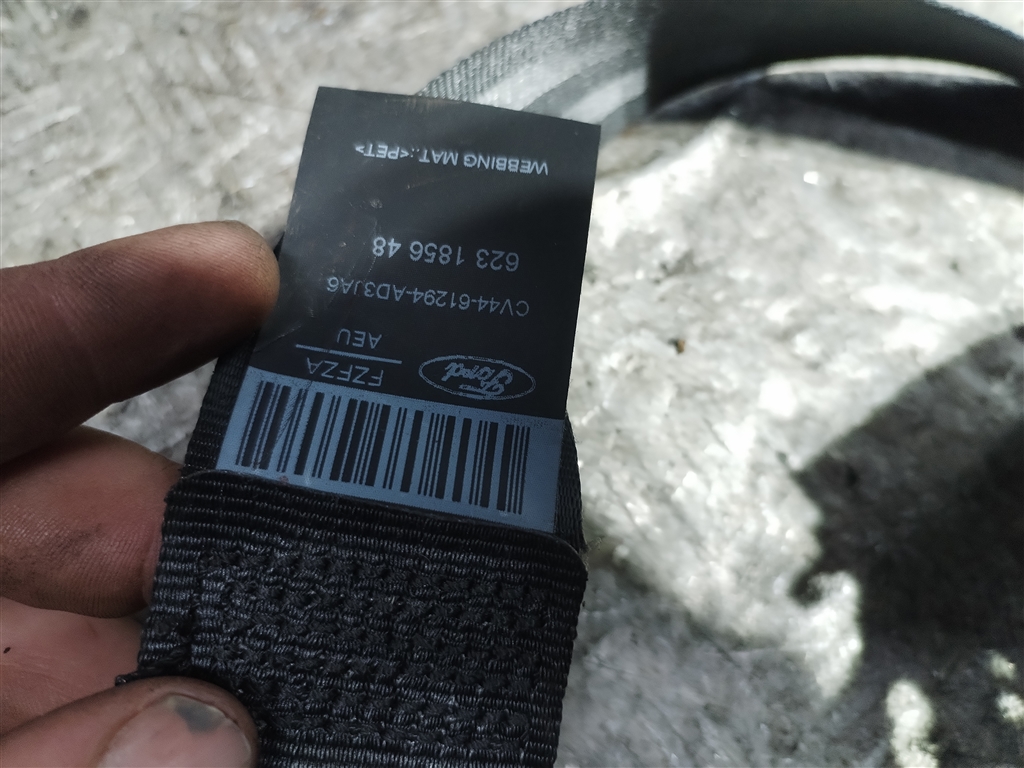 Ford
FZFZA
AEU
CV44-61294-AD3JA6
623 1856 48
WEBBING MAT.:<PET>